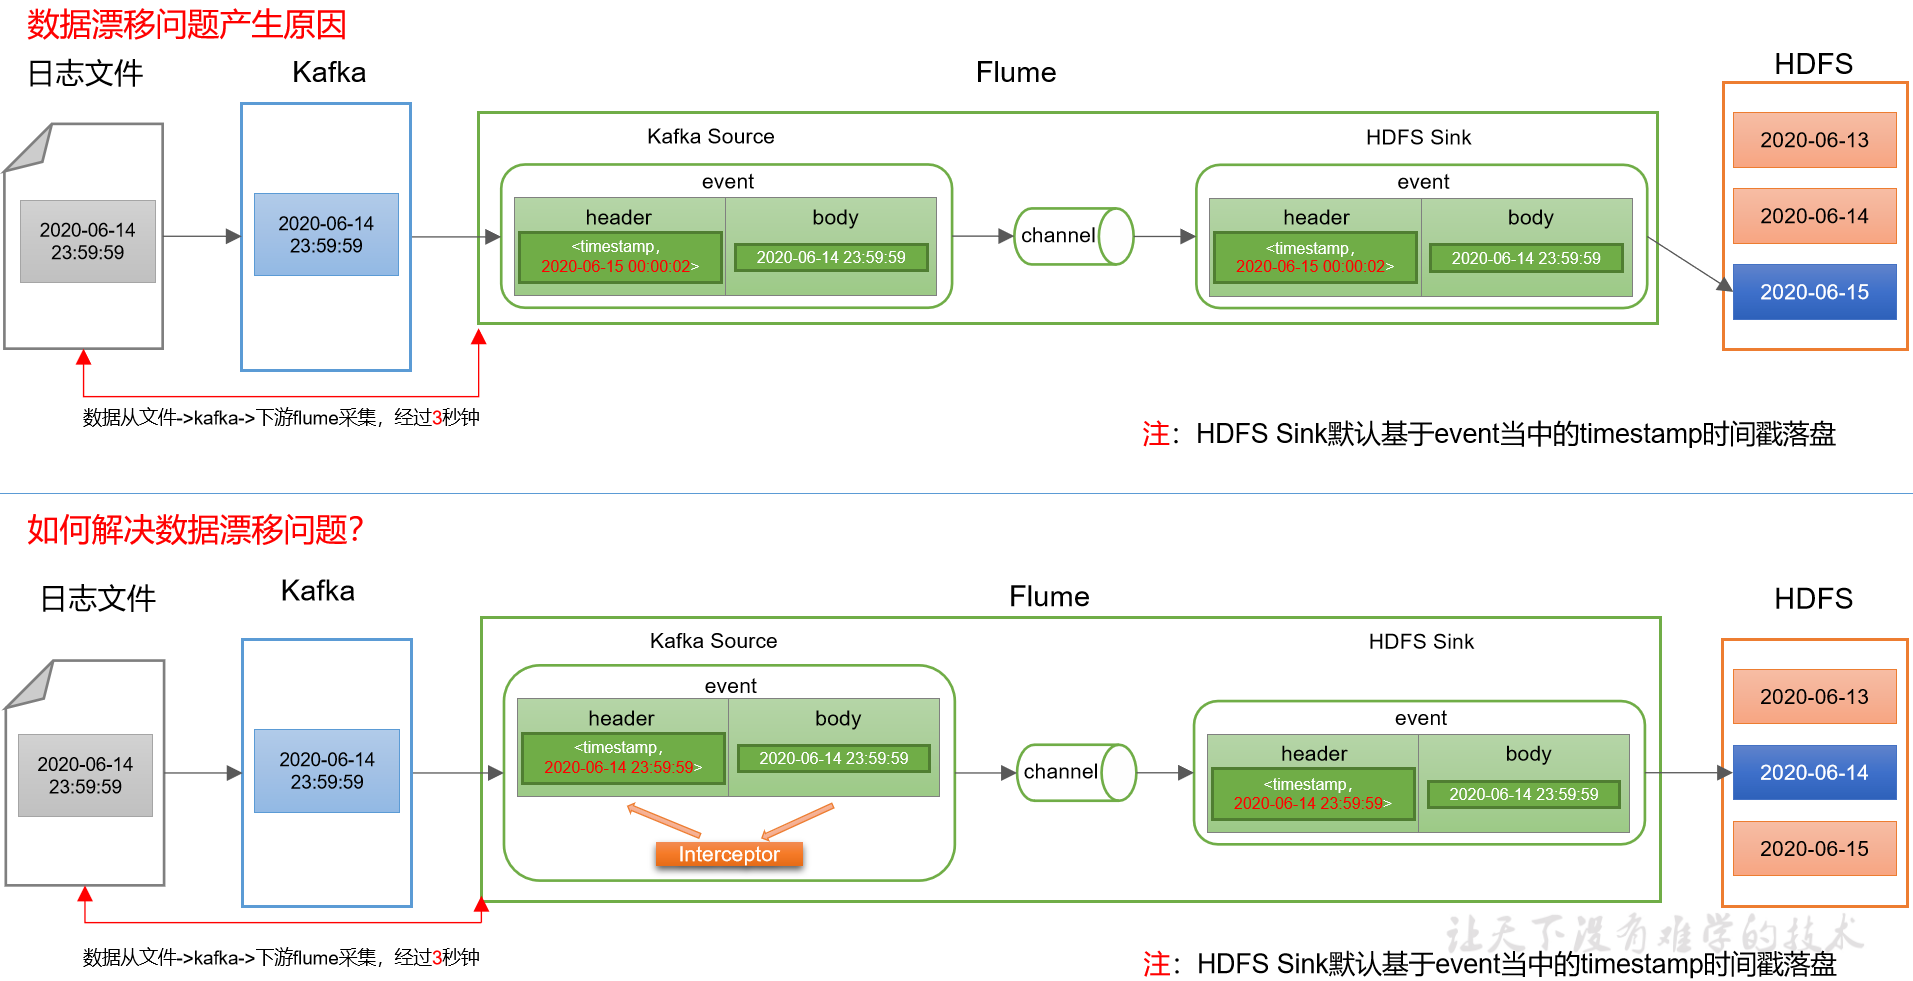 数据漂移问题产生原因
日志文件
Kafka
Flume
HDFS
Kafka Source
HDFS Sink
2020-06-14
23:59:59
2020-06-14
23:59:59
event
header
body
<timestamp,
2020-06-15 00:00:02>
2020-06-14 23:59:59
channel
event
header
body
<timestamp,
2020-06-15 00:00:02>
2020-06-14 23:59:59
2020-06-13
2020-06-14
2020-06-15
数据从文件->kafka->下游flume采集，经过3秒钟
注：HDFS Sink默认基于event当中的timestamp时间戳落盘
如何解决数据漂移问题？
日志文件
Kafka
Flume
HDFS
Kafka Source
HDFS Sink
2020-06-14
23:59:59
2020-06-14
23:59:59
event
header
body
<timestamp,
2020-06-14 23:59:59>
2020-06-14 23:59:59
Interceptor
channel
event
header
body
<timestamp,
2020-06-14 23:59:59>
2020-06-14 23:59:59
2020-06-13
2020-06-14
2020-06-15
数据从文件->kafka->下游flume采集，经过3秒钟
让天下没有难学的技术
注：HDFS Sink默认基于event当中的timestamp时间戳落盘